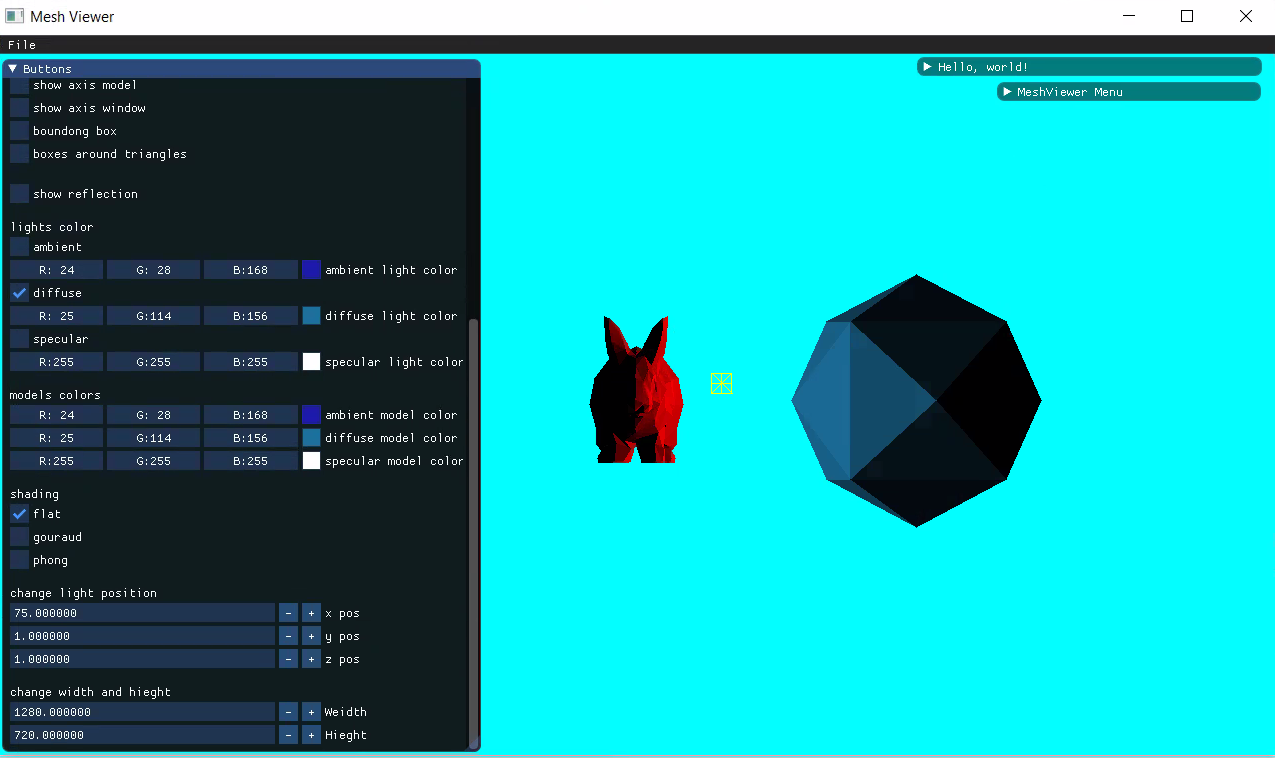 Mesh Viewer
File
Buttons
show axis model
show axis window
boundong box
boxes around triangles
show reflection
lights color
ambient
R: 24 G: 28 B:168 ambient light color
diffuse
R: 25 G:114 B:156 diffuse light color
specular
R:255 G:255 B:255 specular light color
models colors
R: 24 G: 28 B:168 ambient model color
R: 25 G:114 B:156 diffuse model color
R:255 G:255 B:255 specular model color
shading
flat
gouraud
phong
change light position
75.000000 - + x pos
1.000000 - + y pos
1.000000 - + z pos
change width and hieght
1280.000000 - + Weidth
720.000000 - + Hieght
Hello, world!
MeshViewer Menu